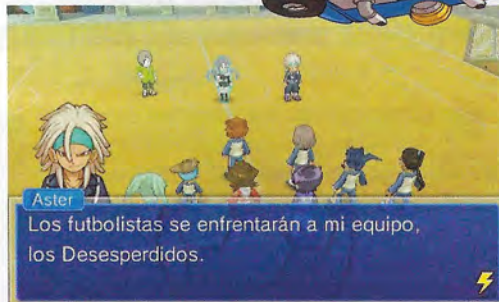 Aster
Los futbolistas se enfrentarán a mi equipo,
los Desesperdidos.